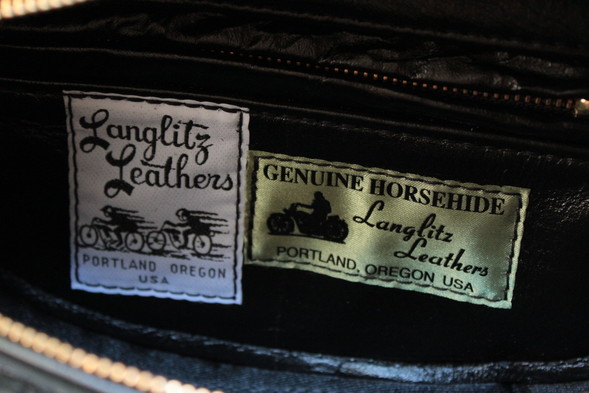 Langlitz
Leathers
PORTLAND OREGON
USA
GENUINE HORSEHIDE
Langlitz
Leathers
PORTLAND, OREGON USA